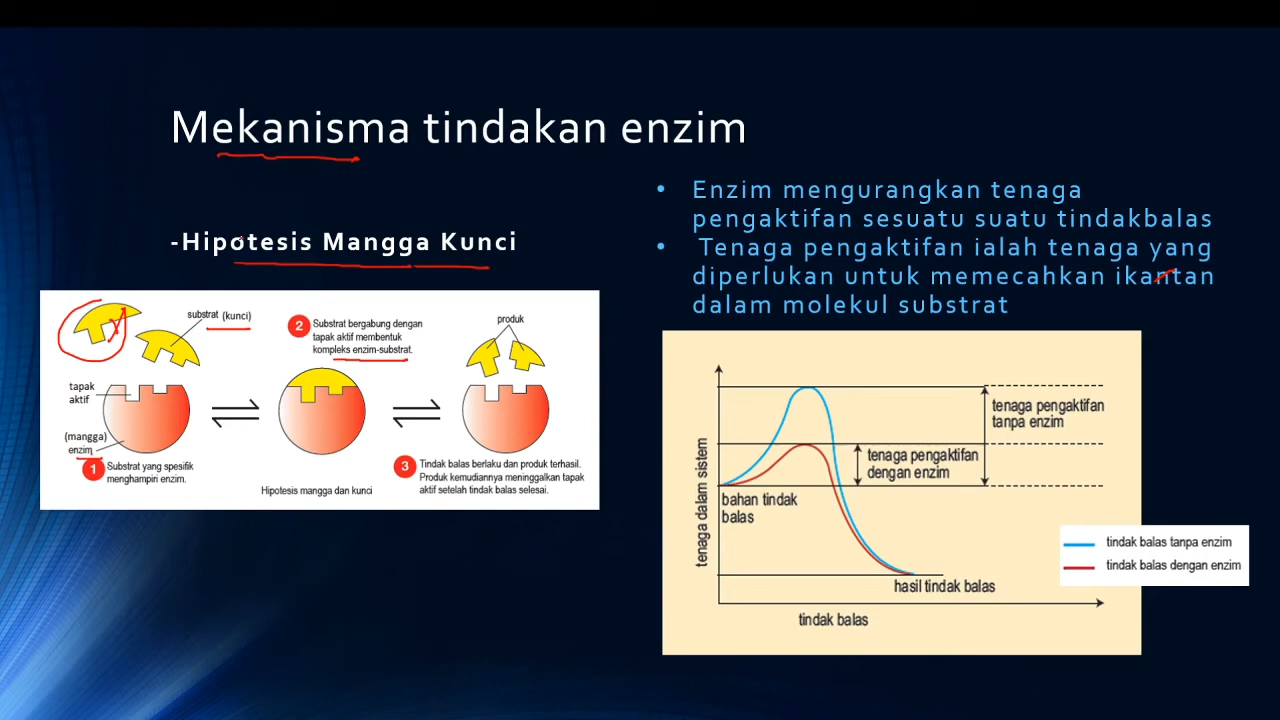 Mekanisma tindakan enzim
-Hipotesis Mangga Kunci
substrat (kunci)
tapak
aktif
(mangga)
enzim
1 Substrat yang spesifik
menghampiri enzim.
2 Substrat bergabung dengan
tapak aktif membentuk
kompleks enzim-substrat.
Hipotesis mangga dan kunci
produk
3 Tindak balas berlaku dan produk terhasil.
Produk kemudiannya meninggalkan tapak
aktif setelah tindak balas selesai.
• Enzim mengurangkan tenaga
pengaktifan sesuatu suatu tindakbalas
• Tenaga pengaktifan ialah tenaga yang
diperlukan untuk memecahkan ikantan
dalam molekul substrat
tenaga dalam sistem
tenaga pengaktifan
tanpa enzim
tenaga pengaktifan
dengan enzim
bahan tindak
balas
hasil tindak balas
tindak balas
tindak balas tanpa enzim
tindak balas dengan enzim